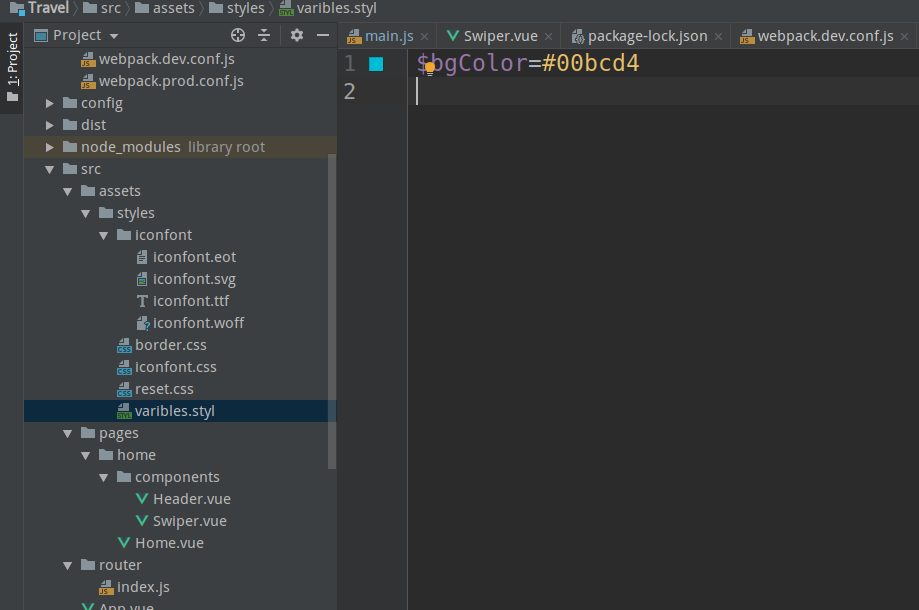 Travel src assets styles varibles.styl
1: Project
Project
main.js Swiper.vue package-lock.json webpack.dev.conf.js
webpack.dev.conf.js
webpack.prod.conf.js
config
dist
node_modules library root
src
assets
styles
iconfont
iconfont.eot
iconfont.svg
iconfont.ttf
iconfont.woff
border.css
iconfont.css
reset.css
varibles.styl
pages
home
components
Header.vue
Swiper.vue
Home.vue
router
index.js
App.vue
1 $bgColor=#00bcd4
2